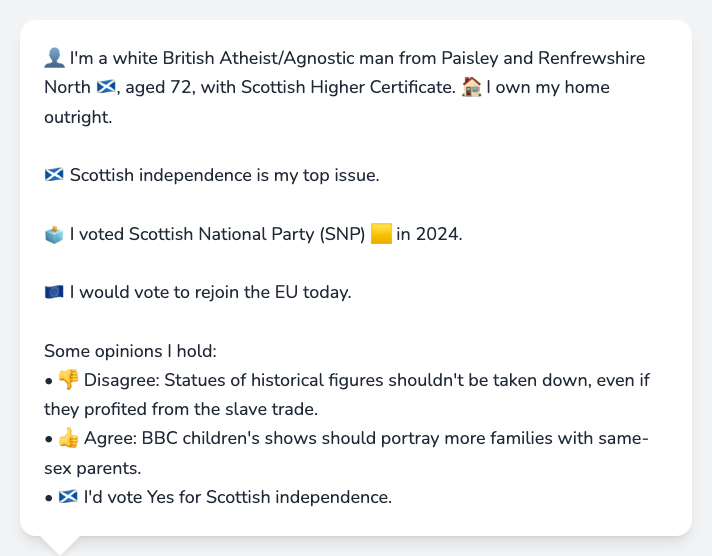 👤 I'm a white British Atheist/Agnostic man from Paisley and Renfrewshire
North 🏴󠁧󠁢󠁳󠁣󠁴󠁿, aged 72, with Scottish Higher Certificate. 🏠 I own my home
outright.
🏴󠁧󠁢󠁳󠁣󠁴󠁿 Scottish independence is my top issue.
🗳️ I voted Scottish National Party (SNP) 🟨 in 2024.
🇪🇺 I would vote to rejoin the EU today.
Some opinions I hold:
• 👎 Disagree: Statues of historical figures shouldn't be taken down, even if
they profited from the slave trade.
• 👍 Agree: BBC children's shows should portray more families with same-
sex parents.
• 🏴󠁧󠁢󠁳󠁣󠁴󠁿 I'd vote Yes for Scottish independence.